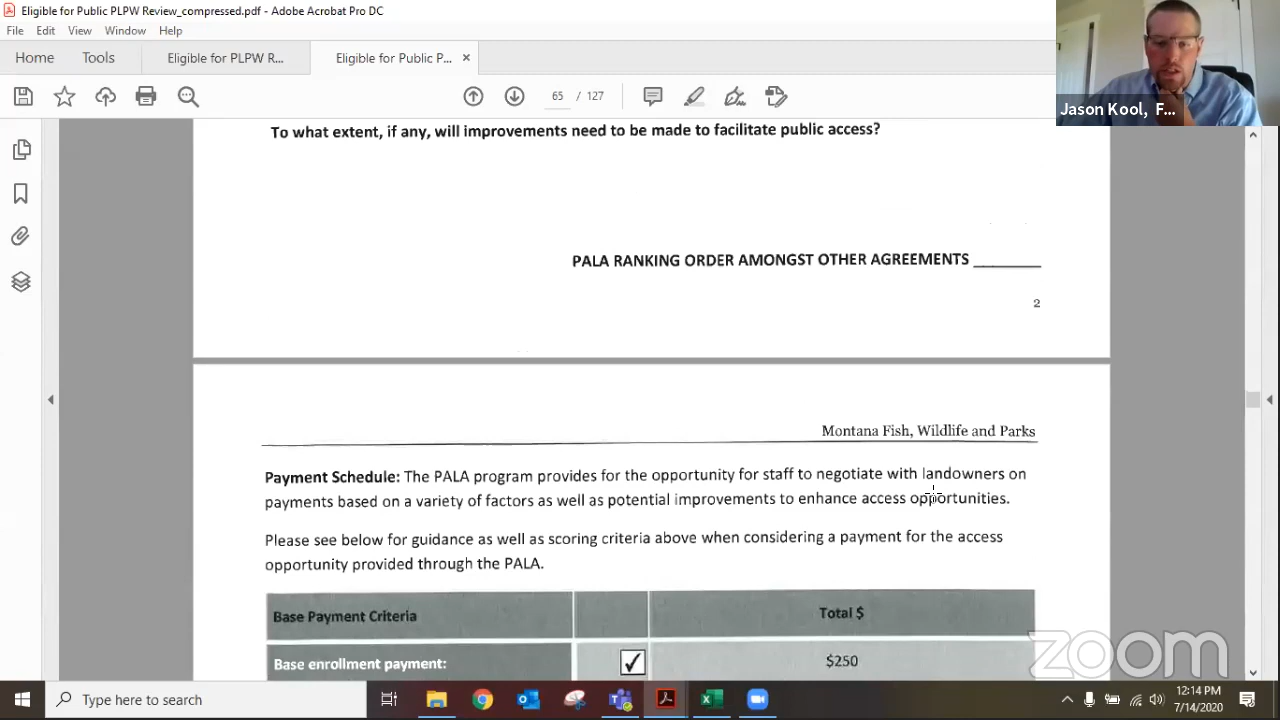 Eligible for Public PLPW Review_compressed.pdf - Adobe Acrobat Pro DC
File Edit View Window Help
Home Tools Eligible for PLPW R... Eligible for Public P... ×
65 / 127
Jason Kool, F...
To what extent, if any, will improvements need to be made to facilitate public access?
PALA RANKING ORDER AMONGST OTHER AGREEMENTS ________
2
Montana Fish, Wildlife and Parks
Payment Schedule: The PALA program provides for the opportunity for staff to negotiate with landowners on
payments based on a variety of factors as well as potential improvements to enhance access opportunities.
Please see below for guidance as well as scoring criteria above when considering a payment for the access
opportunity provided through the PALA.
Base Payment Criteria Total $
Base enrollment payment: ✓ $250
zoom
Type here to search
12:14 PM
7/14/2020